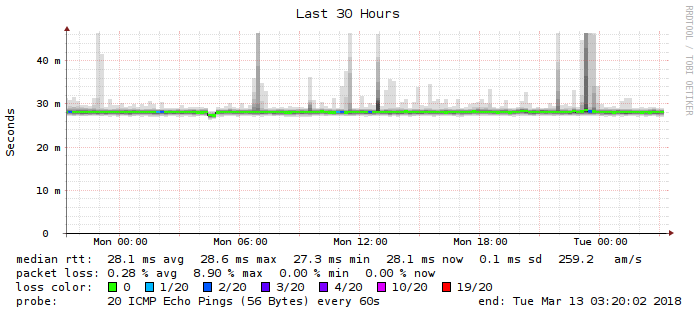 Last 30 Hours
RRDTOOL / TOBI OETIKER
Seconds
40 m
30 m
20 m
10 m
0
Mon 00:00 Mon 06:00 Mon 12:00 Mon 18:00 Tue 00:00
median rtt: 28.1 ms avg 28.6 ms max 27.3 ms min 28.1 ms now 0.1 ms sd 259.2 am/s
packet loss: 0.28 % avg 8.90 % max 0.00 % min 0.00 % now
loss color: 0 1/20 2/20 3/20 4/20 10/20 19/20
probe: 20 ICMP Echo Pings (56 Bytes) every 60s end: Tue Mar 13 03:20:02 2018